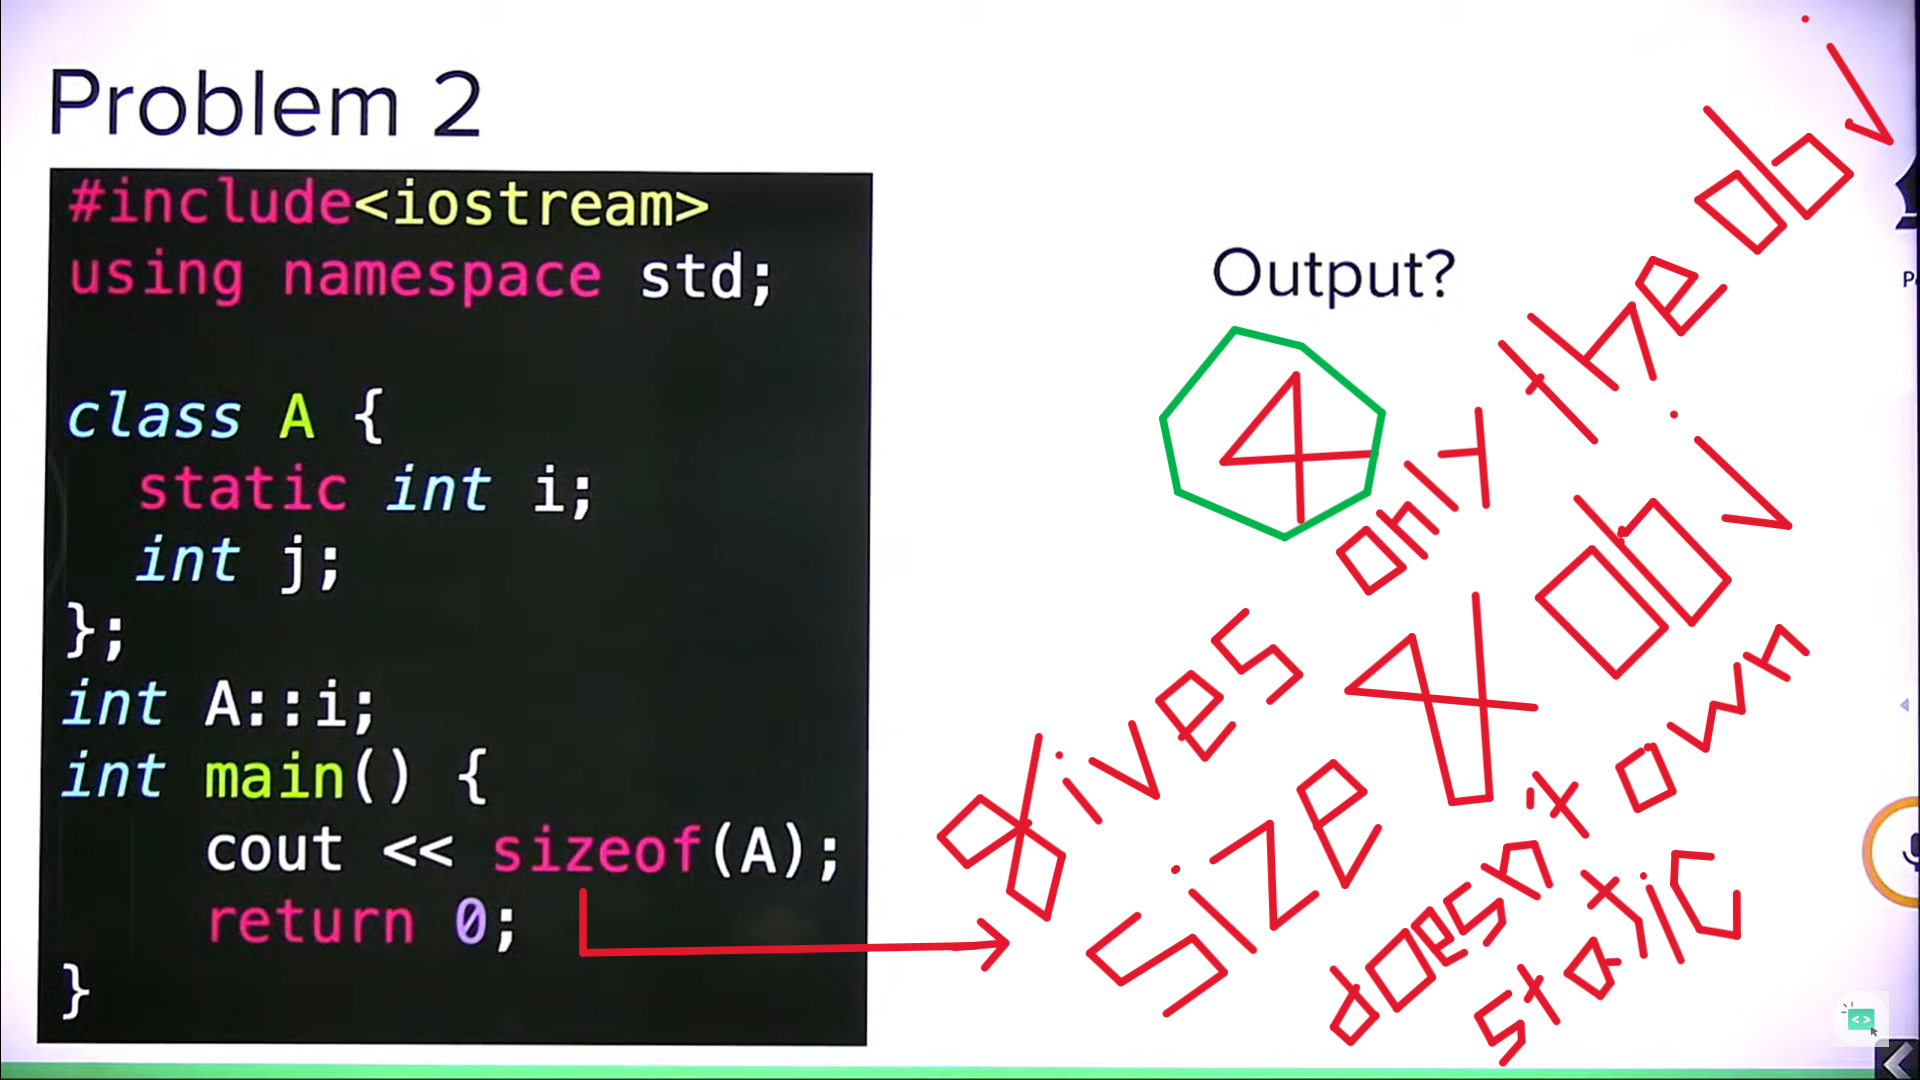 Problem 2
#include<iostream>
using namespace std;
class A {
static int i;
int j;
};
int A::i;
int main() {
cout << sizeof(A);
return 0;
}
Output?
4
gives only the obj
size & obj
doesn't own
static
<>